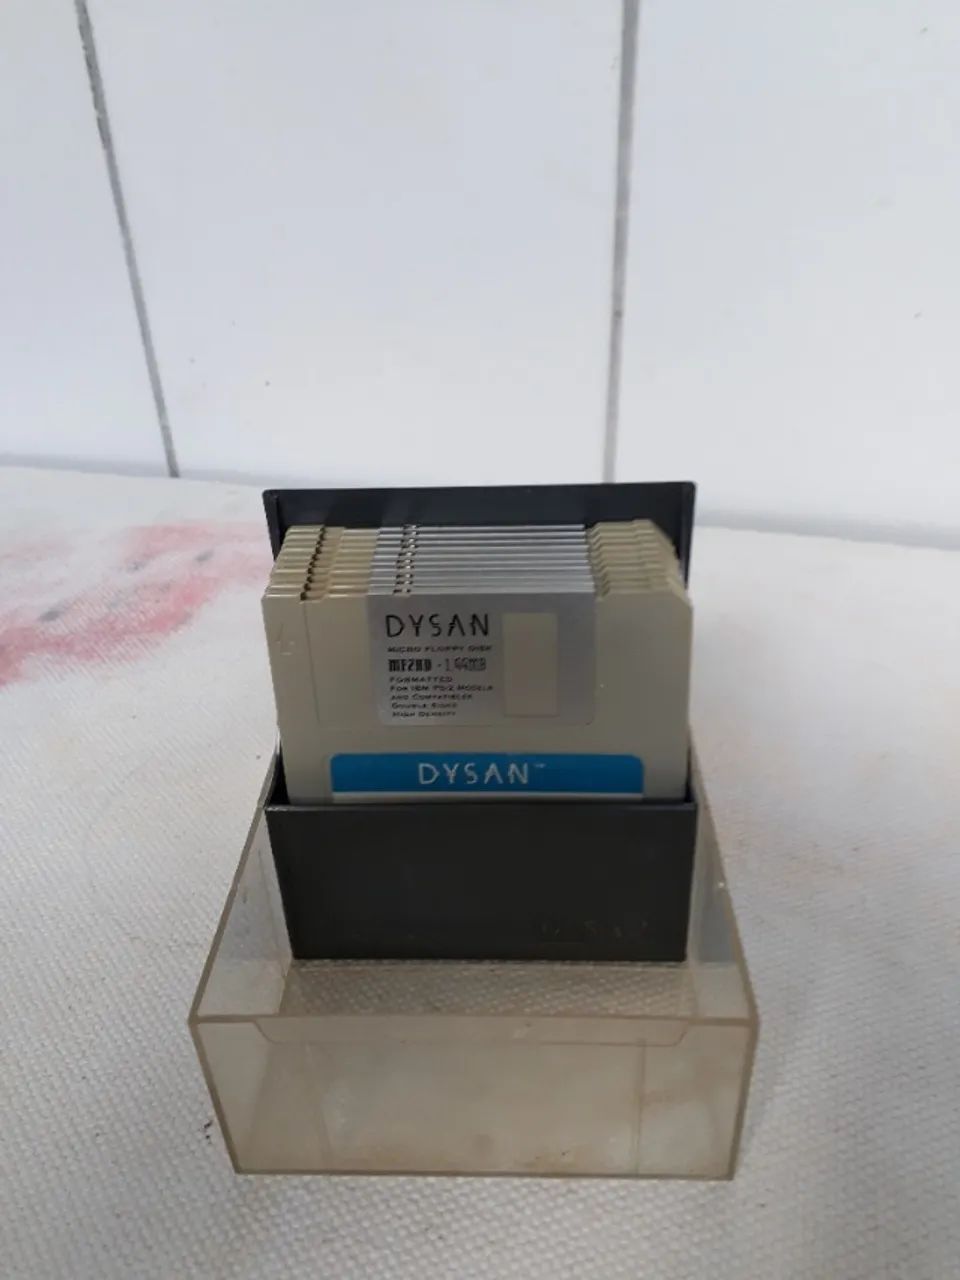 DYSAN
MICRO FLOPPY DISK
MF2HD - 1.44MB
FORMATTED
FOR IBM PS/2 MODELS
AND COMPATIBLES
DOUBLE SIDED
HIGH DENSITY
DYSAN™